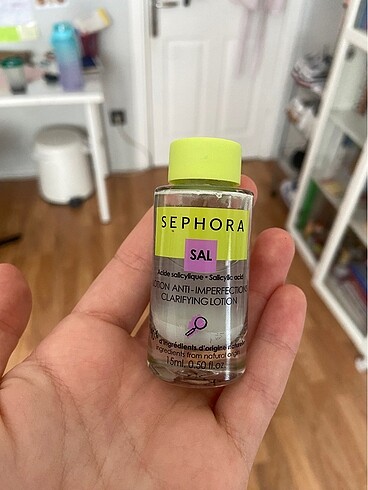 SEPHORA
SAL
Acide salicylique - Salicylic acid
LOTION ANTI-IMPERFECTIONS
CLARIFYING LOTION
d'ingrédients d'origine
ingredients from natural origin
15ml. 0.50 fl.oz